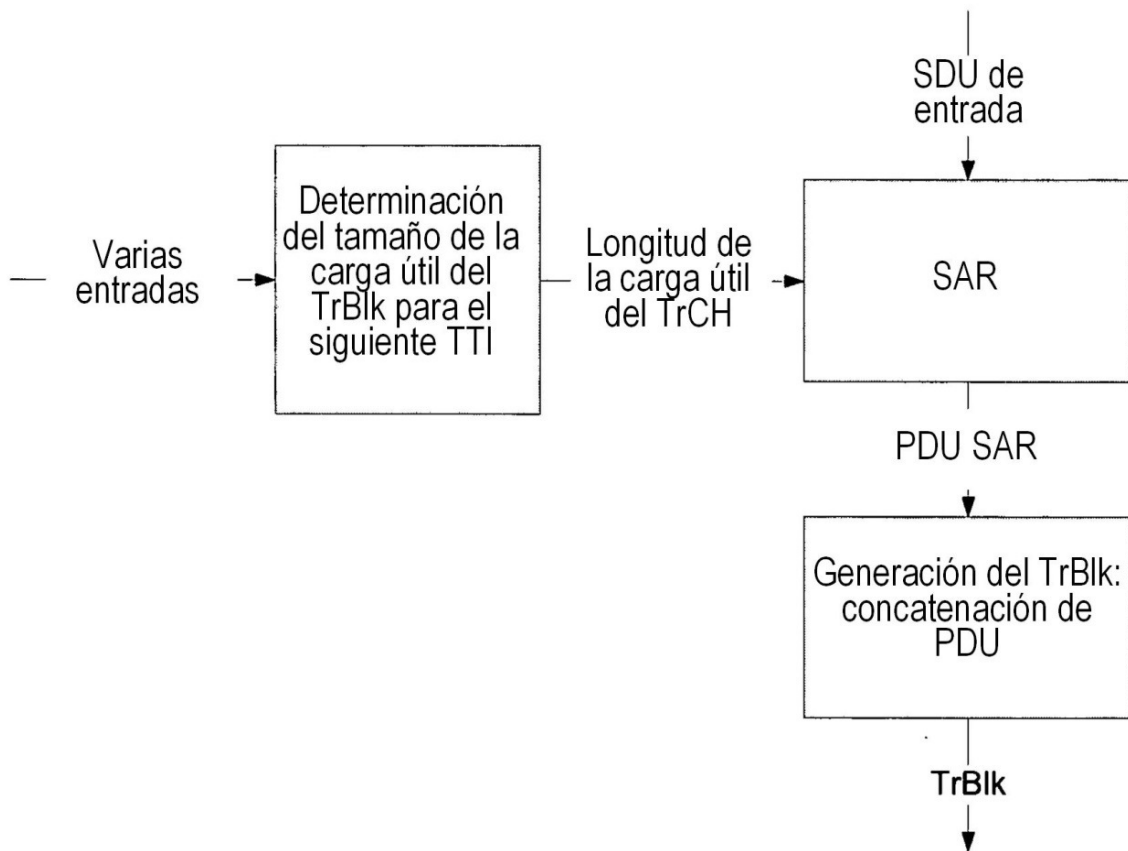 SDU de
entrada
Determinación
del tamaño de la
carga útil del
TrBlk para el
siguiente TTI
Varias
entradas
Longitud de
la carga útil
del TrCH
SAR
PDU SAR
Generación del TrBlk:
concatenación de
PDU
TrBlk